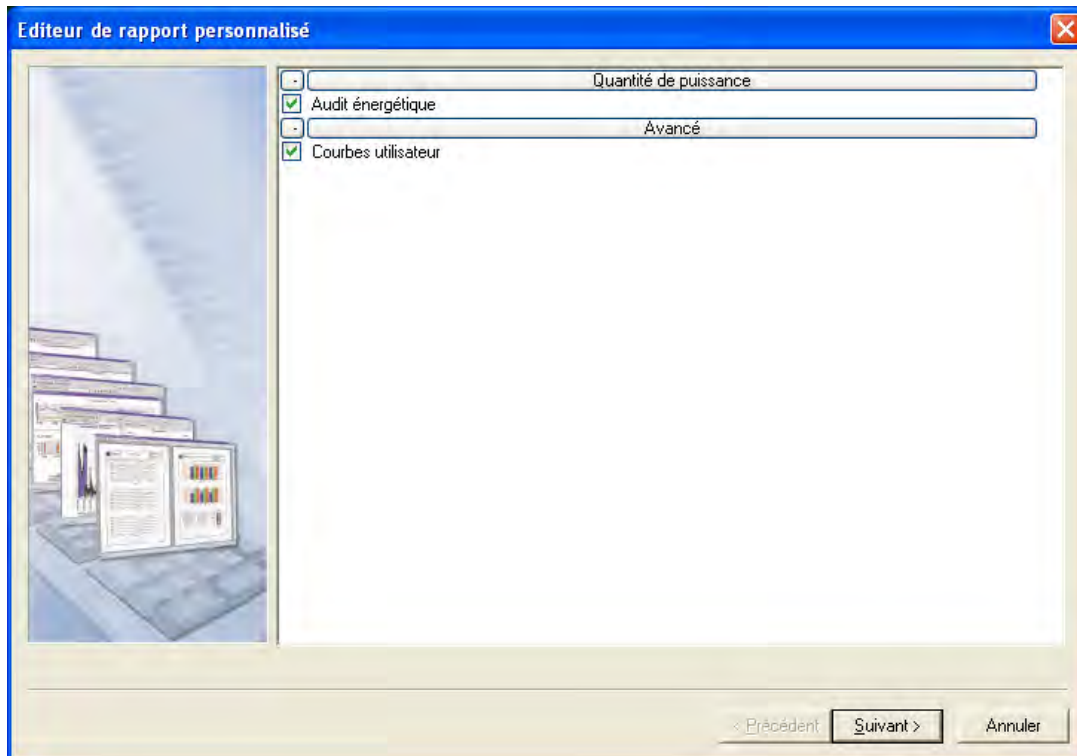 Editeur de rapport personnalisé
Quantité de puissance
Audit énergétique
Avancé
Courbes utilisateur
< Précédent
Suivant >
Annuler